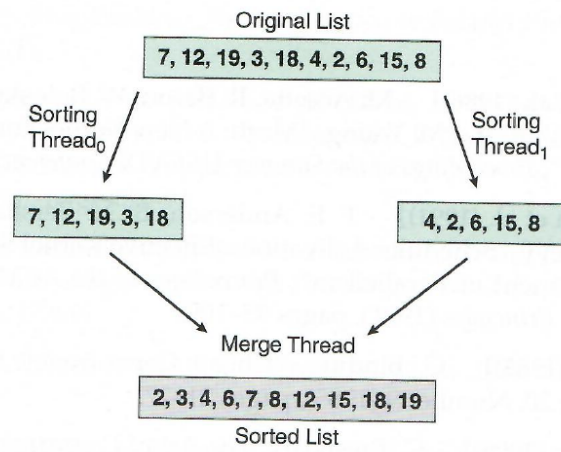 Original List
7, 12, 19, 3, 18, 4, 2, 6, 15, 8
Sorting
Thread₀
Sorting
Thread₁
7, 12, 19, 3, 18
4, 2, 6, 15, 8
Merge Thread
2, 3, 4, 6, 7, 8, 12, 15, 18, 19
Sorted List